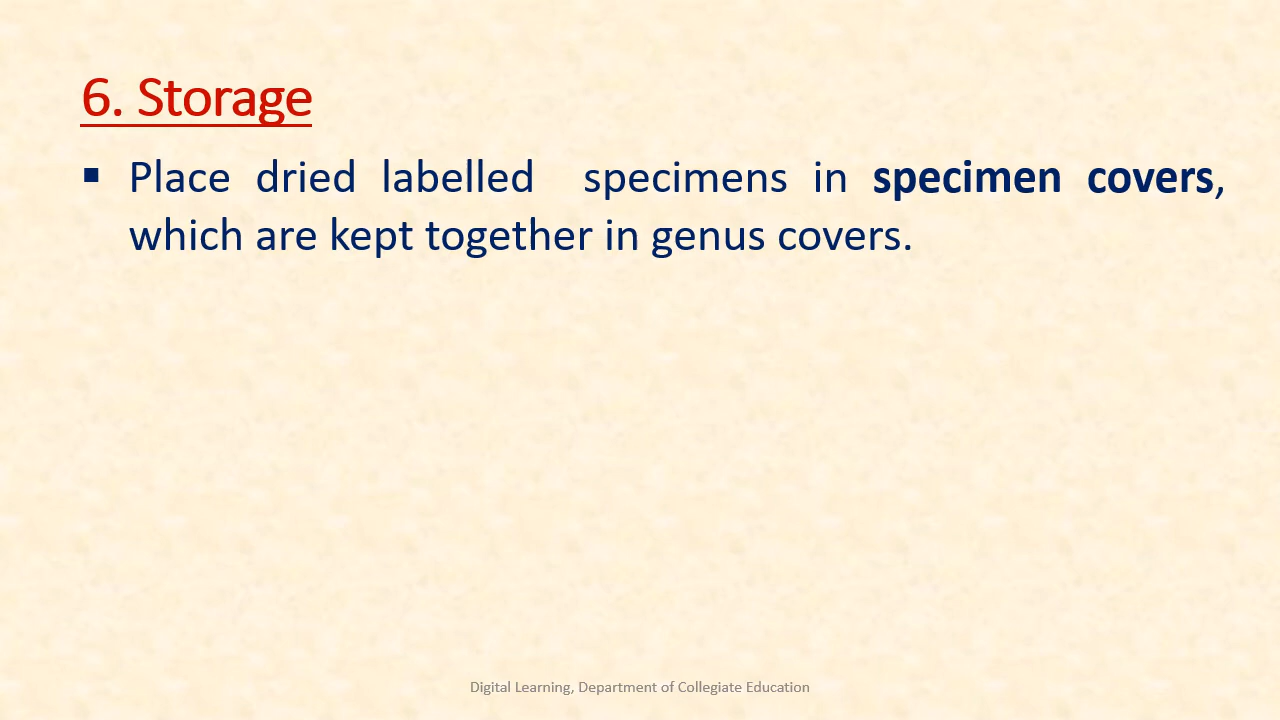 6. Storage
▪ Place dried labelled specimens in specimen covers,
which are kept together in genus covers.
Digital Learning, Department of Collegiate Education